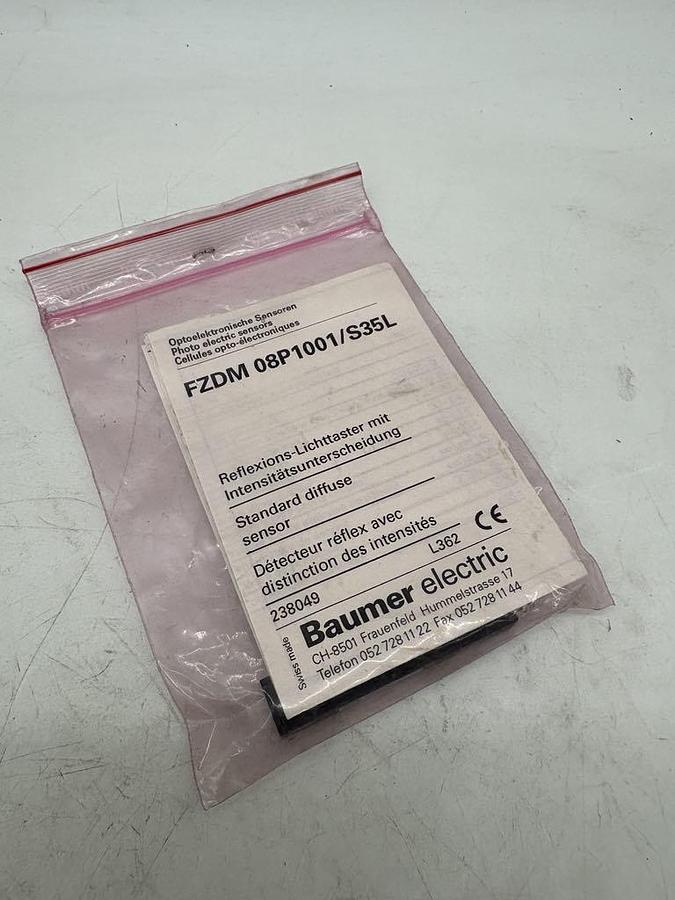 Optoelektronische Sensoren
Photo electric sensors
Cellules opto-électroniques
FZDM 08P1001/S35L
Reflexions-Lichttaster mit
Intensitätsunterscheidung
Standard diffuse
sensor
Détecteur réflex avec
distinction des intensités
238049
L362
CE
Swiss made
Baumer electric
CH-8501 Frauenfeld Hummelstrasse 17
Telefon 052 728 11 22 Fax 052 728 11 44